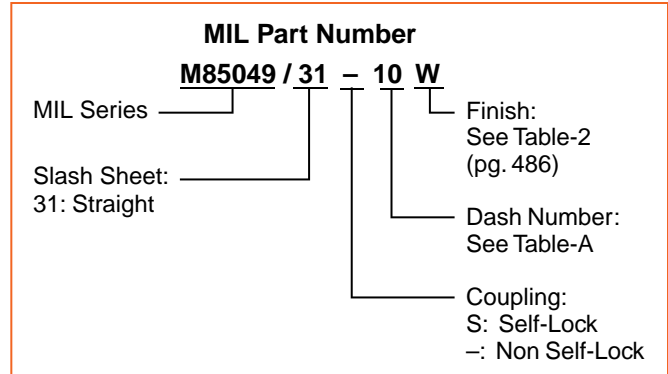 MIL Part Number
M85049 / 31 – 10 W
MIL Series
Slash Sheet:
31: Straight
Finish:
See Table-2
(pg. 486)
Dash Number:
See Table-A
Coupling:
S: Self-Lock
–: Non Self-Lock